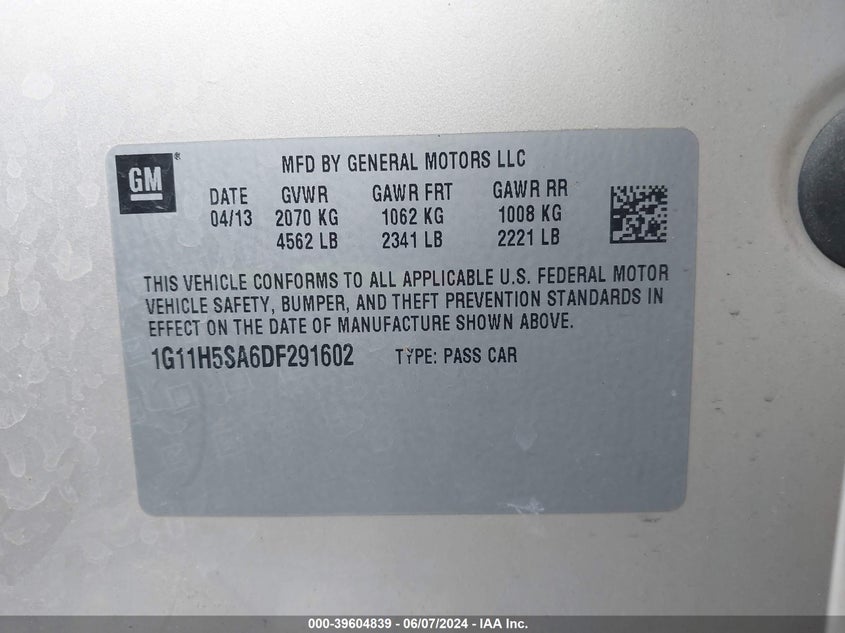 GM ®
MFD BY GENERAL MOTORS LLC
DATE GVWR GAWR FRT GAWR RR
04/13 2070 KG 1062 KG 1008 KG
4562 LB 2341 LB 2221 LB
THIS VEHICLE CONFORMS TO ALL APPLICABLE U.S. FEDERAL MOTOR
VEHICLE SAFETY, BUMPER, AND THEFT PREVENTION STANDARDS IN
EFFECT ON THE DATE OF MANUFACTURE SHOWN ABOVE.
1G11H5SA6DF291602 TYPE: PASS CAR
000-39604839 - 06/07/2024 - IAA Inc.